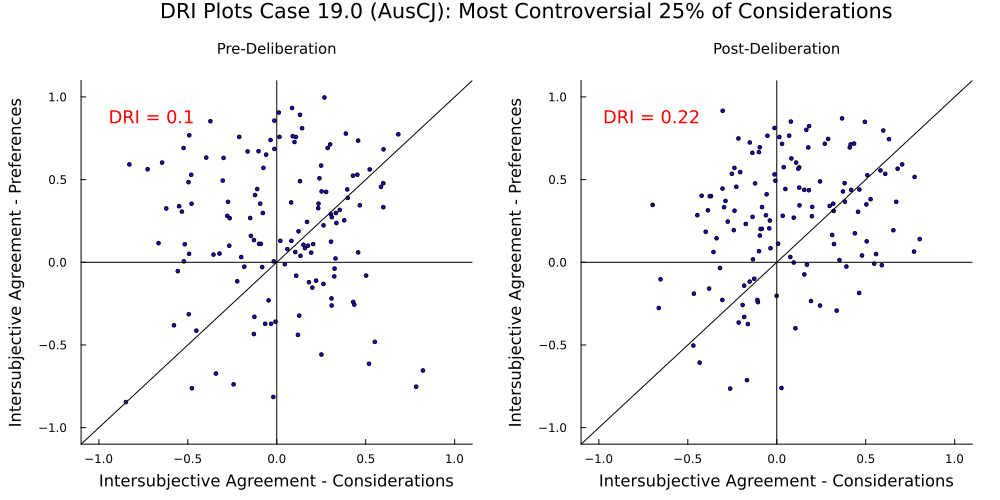 DRI Plots Case 19.0 (AusCJ): Most Controversial 25% of Considerations
Pre-Deliberation
DRI = 0.1
Intersubjective Agreement - Preferences
1.0
0.5
0.0
−0.5
−1.0
−1.0
−0.5
0.0
0.5
1.0
Intersubjective Agreement - Considerations
Post-Deliberation
DRI = 0.22
Intersubjective Agreement - Preferences
1.0
0.5
0.0
−0.5
−1.0
−1.0
−0.5
0.0
0.5
1.0
Intersubjective Agreement - Considerations